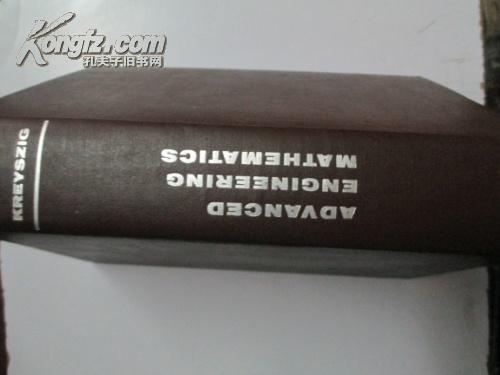 Kongfz.com
孔夫子旧书网
ADVANCED
ENGINEERING
MATHEMATICS
KREYSZIG